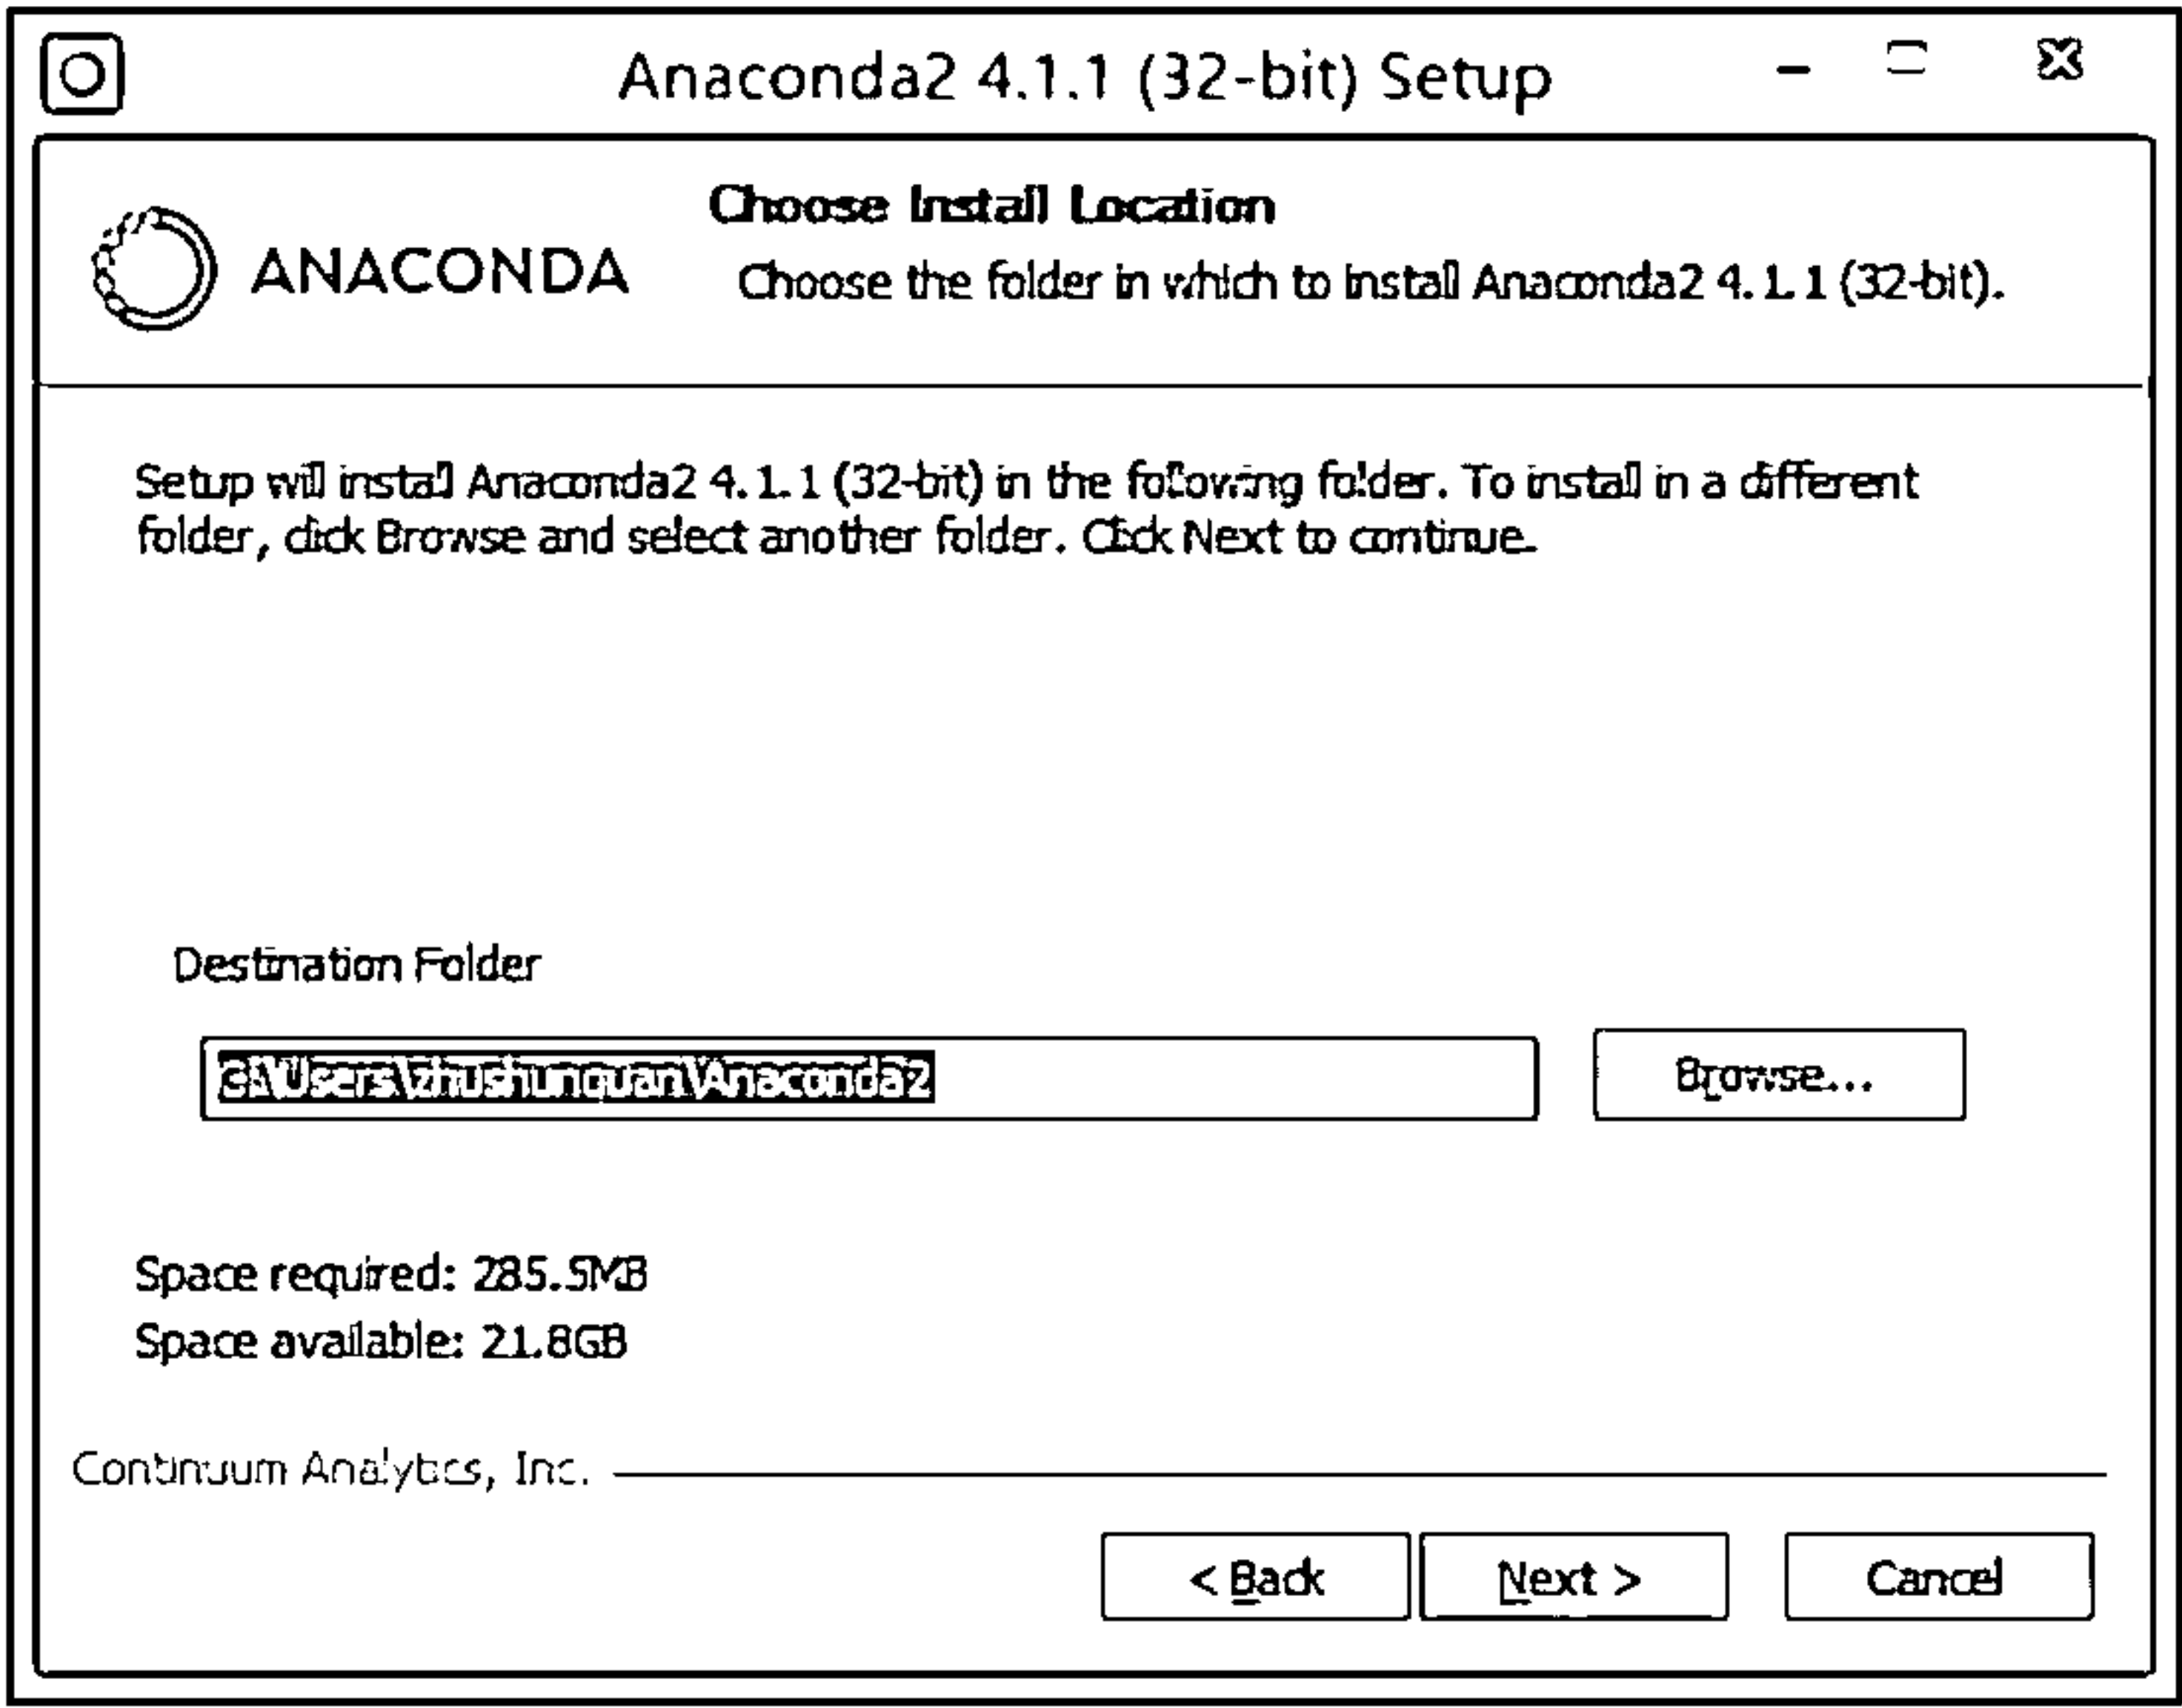 Anaconda2 4.1.1 (32-bit) Setup
ANACONDA
Choose Install Location
Choose the folder in which to install Anaconda2 4.1.1 (32-bit).
Setup will install Anaconda2 4.1.1 (32-bit) in the following folder. To install in a different
folder, click Browse and select another folder. Click Next to continue.
Destination Folder
C:\Users\zhushunquan\Anaconda2
Browse...
Space required: 285.5MB
Space available: 21.8GB
Continuum Analytics, Inc.
< Back
Next >
Cancel